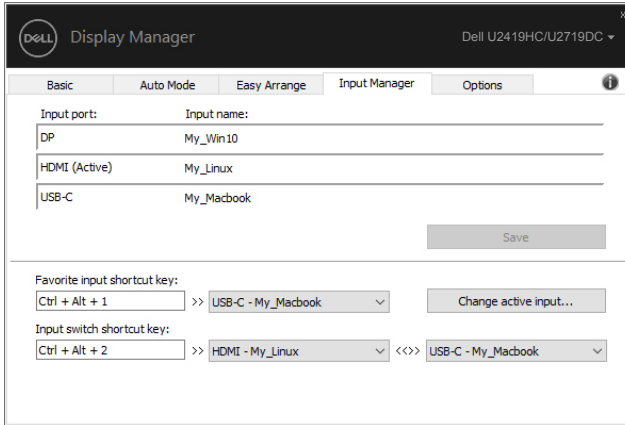 DELL Display Manager Dell U2419HC/U2719DC
Basic Auto Mode Easy Arrange Input Manager Options
Input port: Input name:
DP My_Win10
HDMI (Active) My_Linux
USB-C My_Macbook
Save
Favorite input shortcut key:
Ctrl + Alt + 1 >> USB-C - My_Macbook Change active input...
Input switch shortcut key:
Ctrl + Alt + 2 >> HDMI - My_Linux <<>> USB-C - My_Macbook